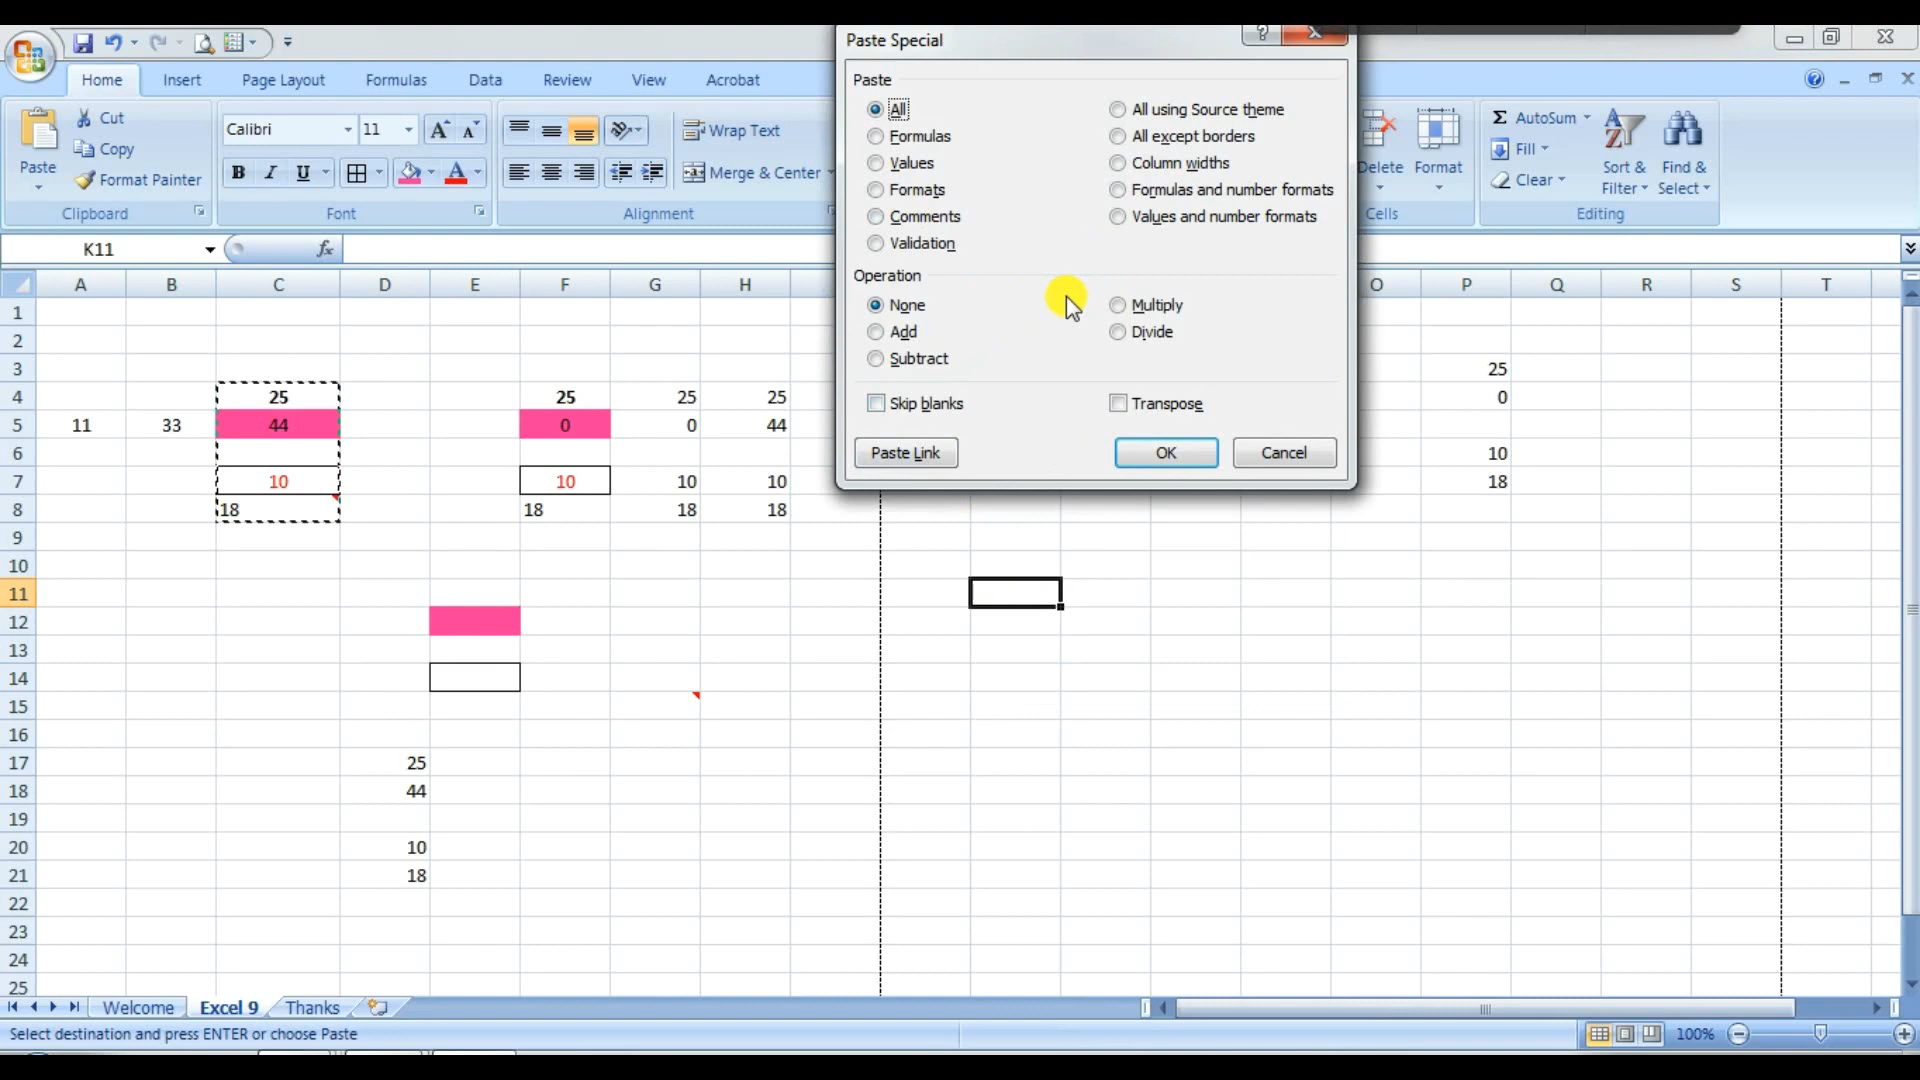 Paste Special
Home Insert Page Layout Formulas Data Review View Acrobat
Paste
Cut
Copy
Format Painter
Clipboard
Calibri 11
B I U
Font
Wrap Text
Merge & Center
Alignment
Delete Format
Cells
AutoSum
Fill
Clear
Sort & Filter
Find & Select
Editing
Paste
All
Formulas
Values
Formats
Comments
Validation
All using Source theme
All except borders
Column widths
Formulas and number formats
Values and number formats
Operation
None
Add
Subtract
Multiply
Divide
Skip blanks
Transpose
Paste Link OK Cancel
K11 fx
A B C D E F G H O P Q R S T
1
2
3 25
4 25 25 25 25 0
5 11 33 44 0 0 44
6 10
7 10 10 10 10 18
8 18 18 18 18
9
10
11
12
13
14
15
16
17 25
18 44
19
20 10
21 18
22
23
24
25
Welcome Excel 9 Thanks
Select destination and press ENTER or choose Paste 100%